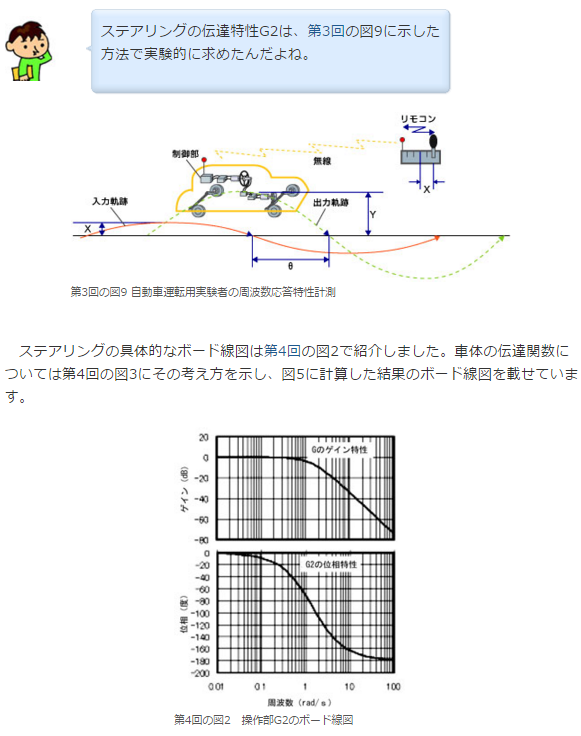 ステアリングの伝達特性G2は、第3回の図9に示した
方法で実験的に求めたんだよね。
リモコン
制御部
無線
X
入力軌跡
出力軌跡
X
Y
θ
第3回の図9 自動車運転用実験者の周波数応答特性計測
ステアリングの具体的なボード線図は第4回の図2で紹介しました。車体の伝達関数に
ついては第4回の図3にその考え方を示し、図5に計算した結果のボード線図を載せていま
す。
20
Gのゲイン特性
0
-20
-40
-60
-80
ゲイン (dB)
0
G2の位相特性
-20
-40
-60
-80
-100
-120
-140
-160
-180
-200
位相 (度)
0.01 0.1 1 10 100
周波数 (rad/s)
第4回の図2 操作部G2のボード線図